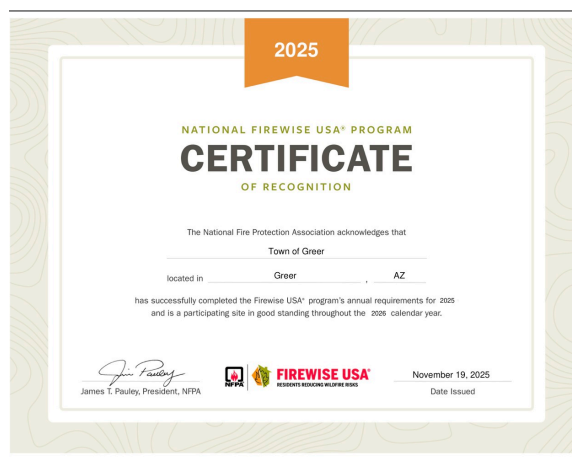 2025
NATIONAL FIREWISE USA® PROGRAM
CERTIFICATE
OF RECOGNITION
The National Fire Protection Association acknowledges that
Town of Greer
located in Greer , AZ
has successfully completed the Firewise USA® program's annual requirements for 2025
and is a participating site in good standing throughout the 2026 calendar year.
Jim Pauley
James T. Pauley, President, NFPA
NFPA
FIREWISE USA®
RESIDENTS REDUCING WILDFIRE RISKS
November 19, 2025
Date Issued